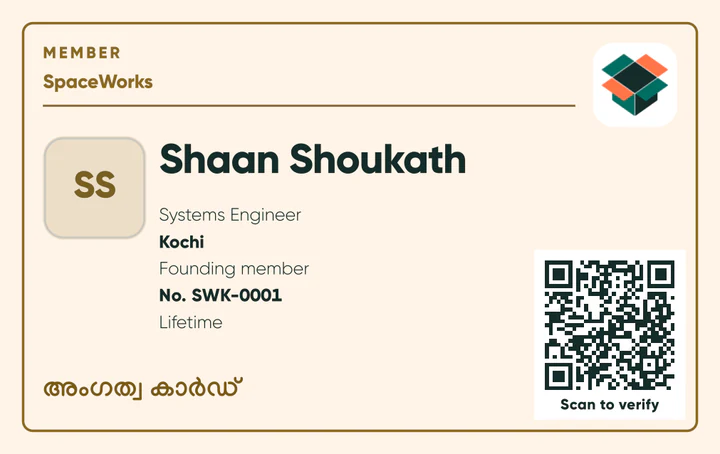 MEMBER
SpaceWorks
SS
Shaan Shoukath
Systems Engineer
Kochi
Founding member
No. SWK-0001
Lifetime
അംഗത്വ കാർഡ്
Scan to verify